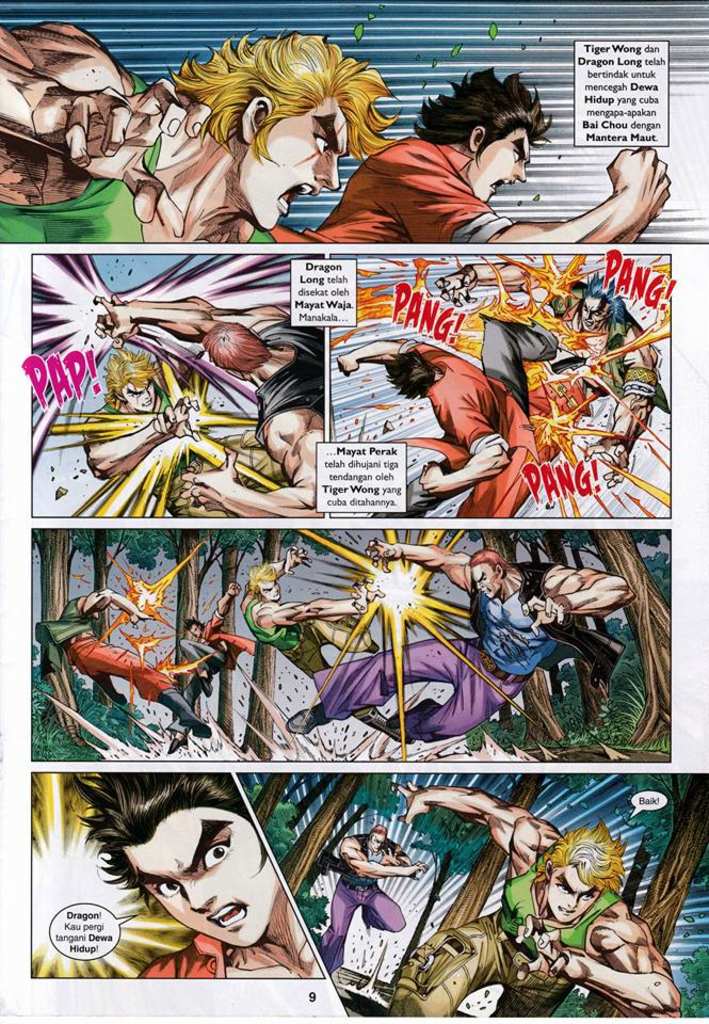 Tiger Wong dan
Dragon Long telah
bertindak untuk
mencegah Dewa
Hidup yang cuba
mengapa-apakan
Bai Chou dengan
Mantera Maut.
Dragon
Long telah
disekat oleh
Mayat Waja.
Manakala...
PAP!
PANG!
PANG!
...Mayat Perak
telah dihujani tiga
tendangan oleh
Tiger Wong yang
cuba ditahannya.
PANG!
Dragon!
Kau pergi
tangani Dewa
Hidup!
Baik!
9